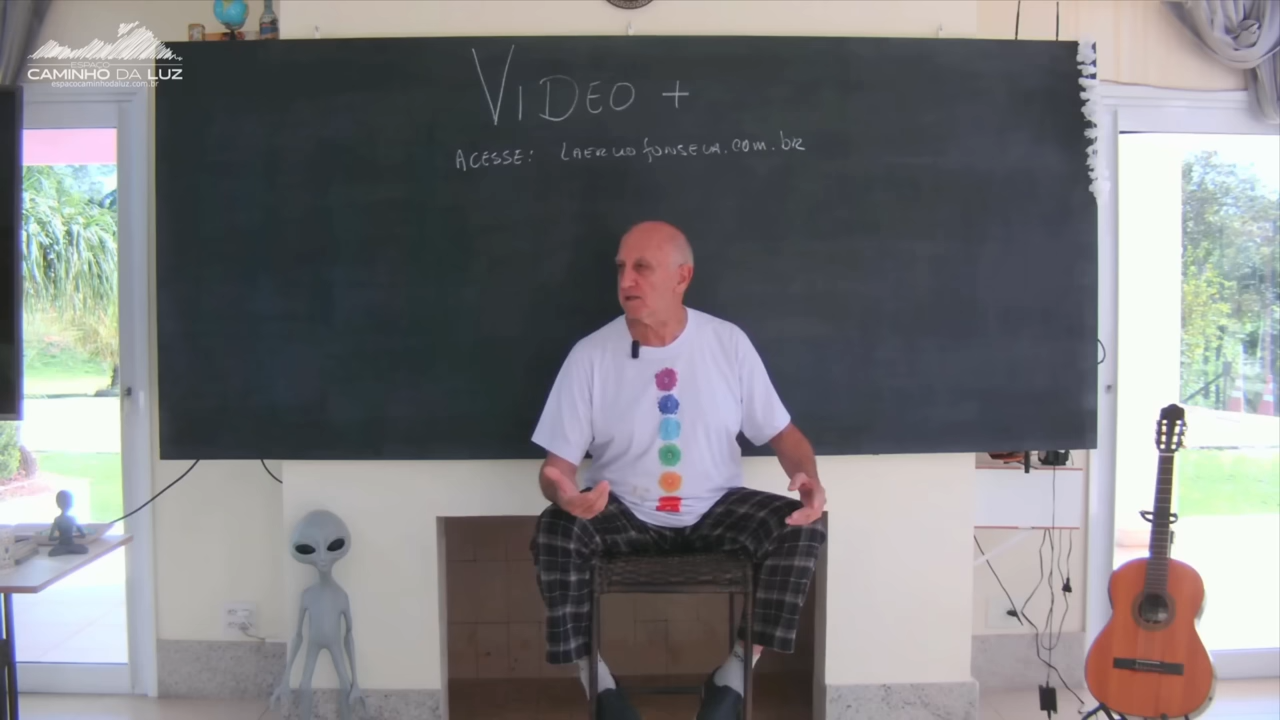 ESPAÇO
CAMINHO DA LUZ
espacocaminhodaluz.com.br
VIDEO +
ACESSE: LAERCIOFONSECA.COM.BR